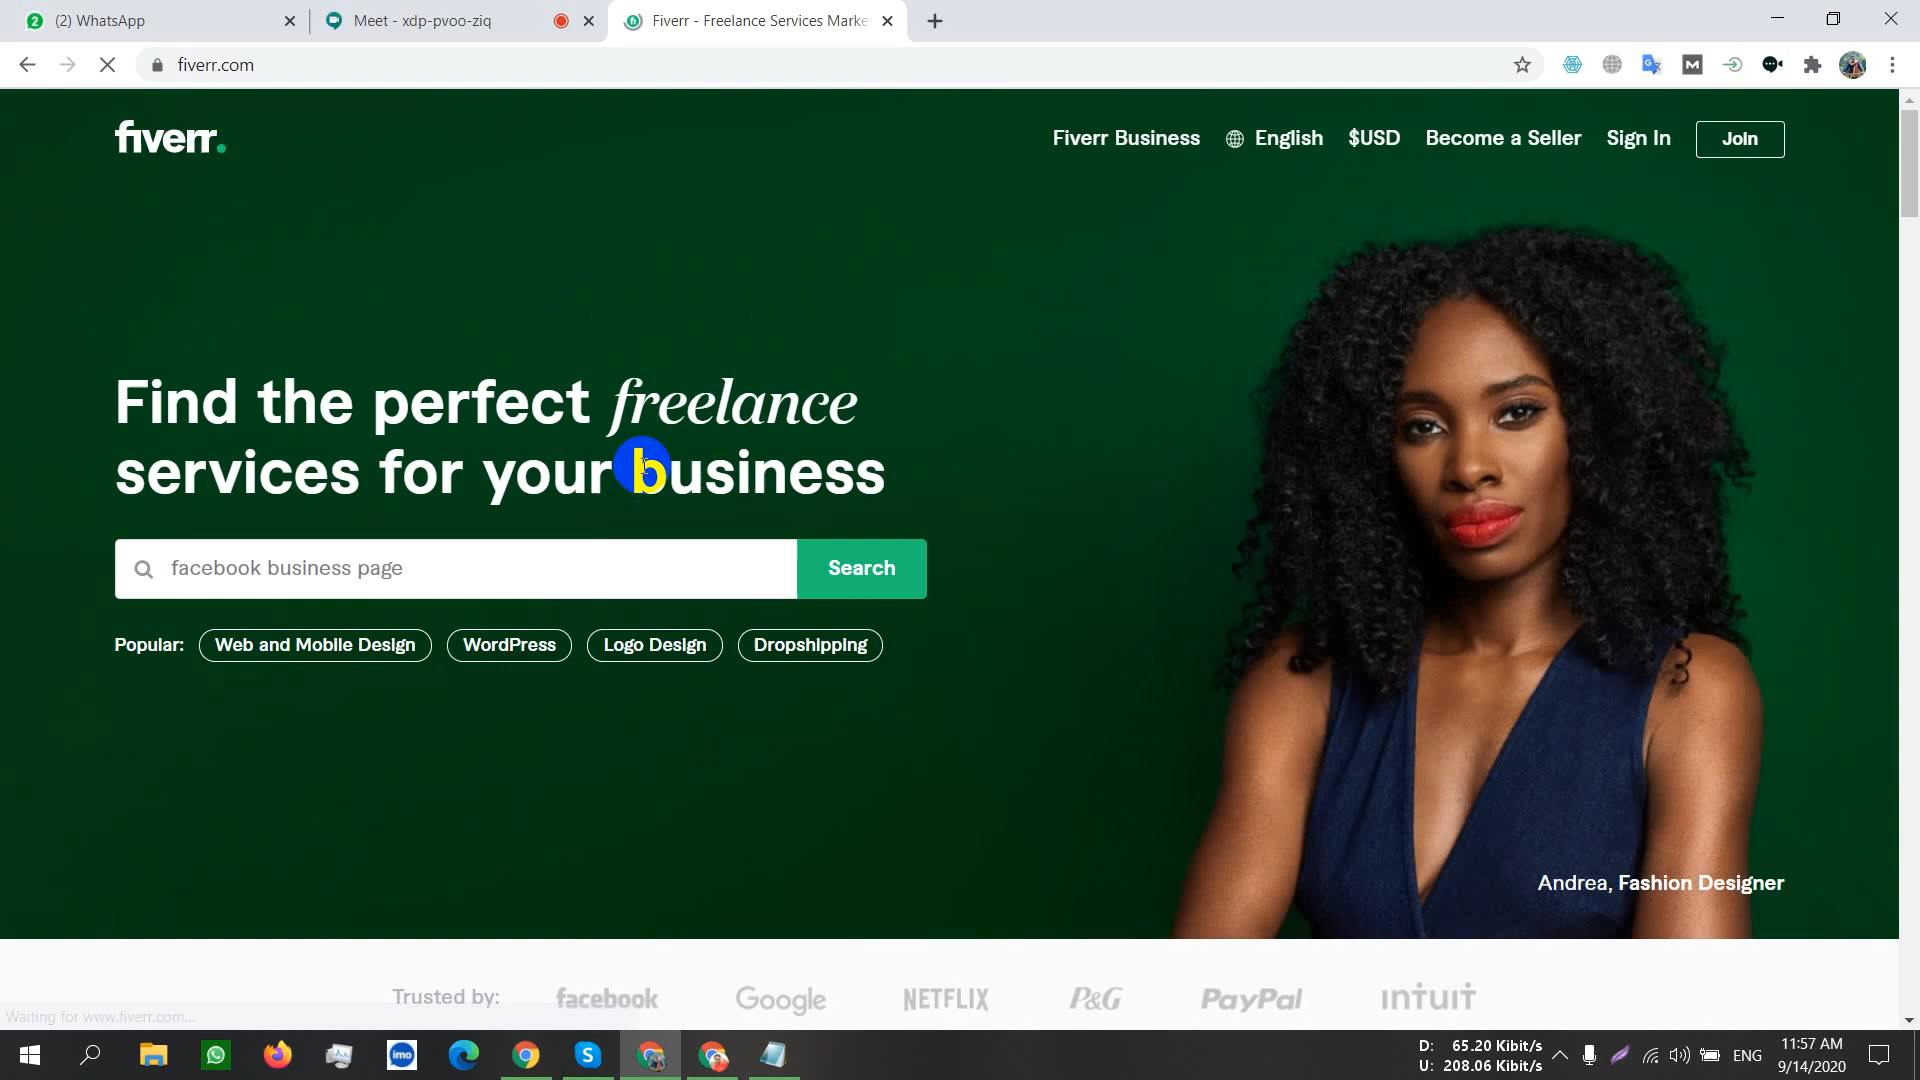 (2) WhatsApp
Meet - xdp-pvoo-ziq
Fiverr - Freelance Services Marke
fiverr.com
fiverr.
Fiverr Business
English
$USD
Become a Seller
Sign In
Join
Find the perfect freelance
services for your business
facebook business page
Search
Popular:
Web and Mobile Design
WordPress
Logo Design
Dropshipping
Andrea, Fashion Designer
Trusted by:
facebook
Google
NETFLIX
P&G
PayPal
intuit
Waiting for www.fiverr.com...
imo
D: 65.20 Kibit/s
U: 208.06 Kibit/s
ENG
11:57 AM
9/14/2020